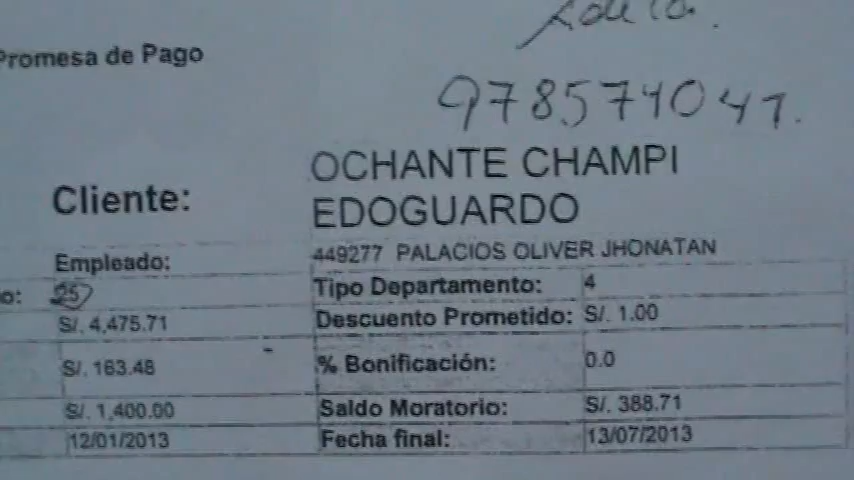 Promesa de Pago
978574047.
Cliente: OCHANTE CHAMPI
EDOGUARDO
Empleado: 449277 PALACIOS OLIVER JHONATAN
o: 25 Tipo Departamento: 4
S/. 4,475.71 Descuento Prometido: S/. 1.00
S/. 163.48 % Bonificación: 0.0
S/. 1,400.00 Saldo Moratorio: S/. 388.71
12/01/2013 Fecha final: 13/07/2013